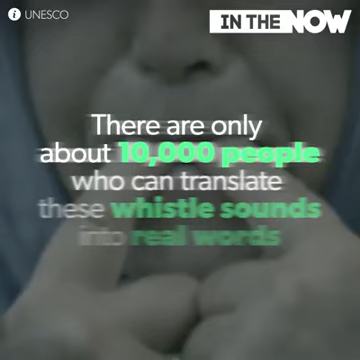 UNESCO
IN THE NOW
There are only
about 10,000 people
who can translate
these whistle sounds
into real words